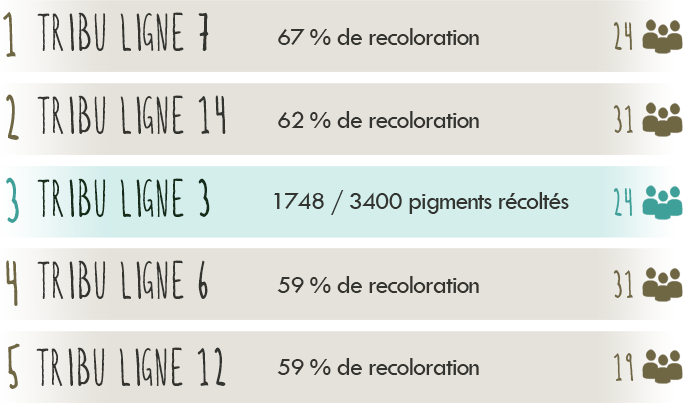 1 TRIBU LIGNE 7 67 % de recoloration 24
2 TRIBU LIGNE 14 62 % de recoloration 31
3 TRIBU LIGNE 3 1748 / 3400 pigments récoltés 24
4 TRIBU LIGNE 6 59 % de recoloration 31
5 TRIBU LIGNE 12 59 % de recoloration 19